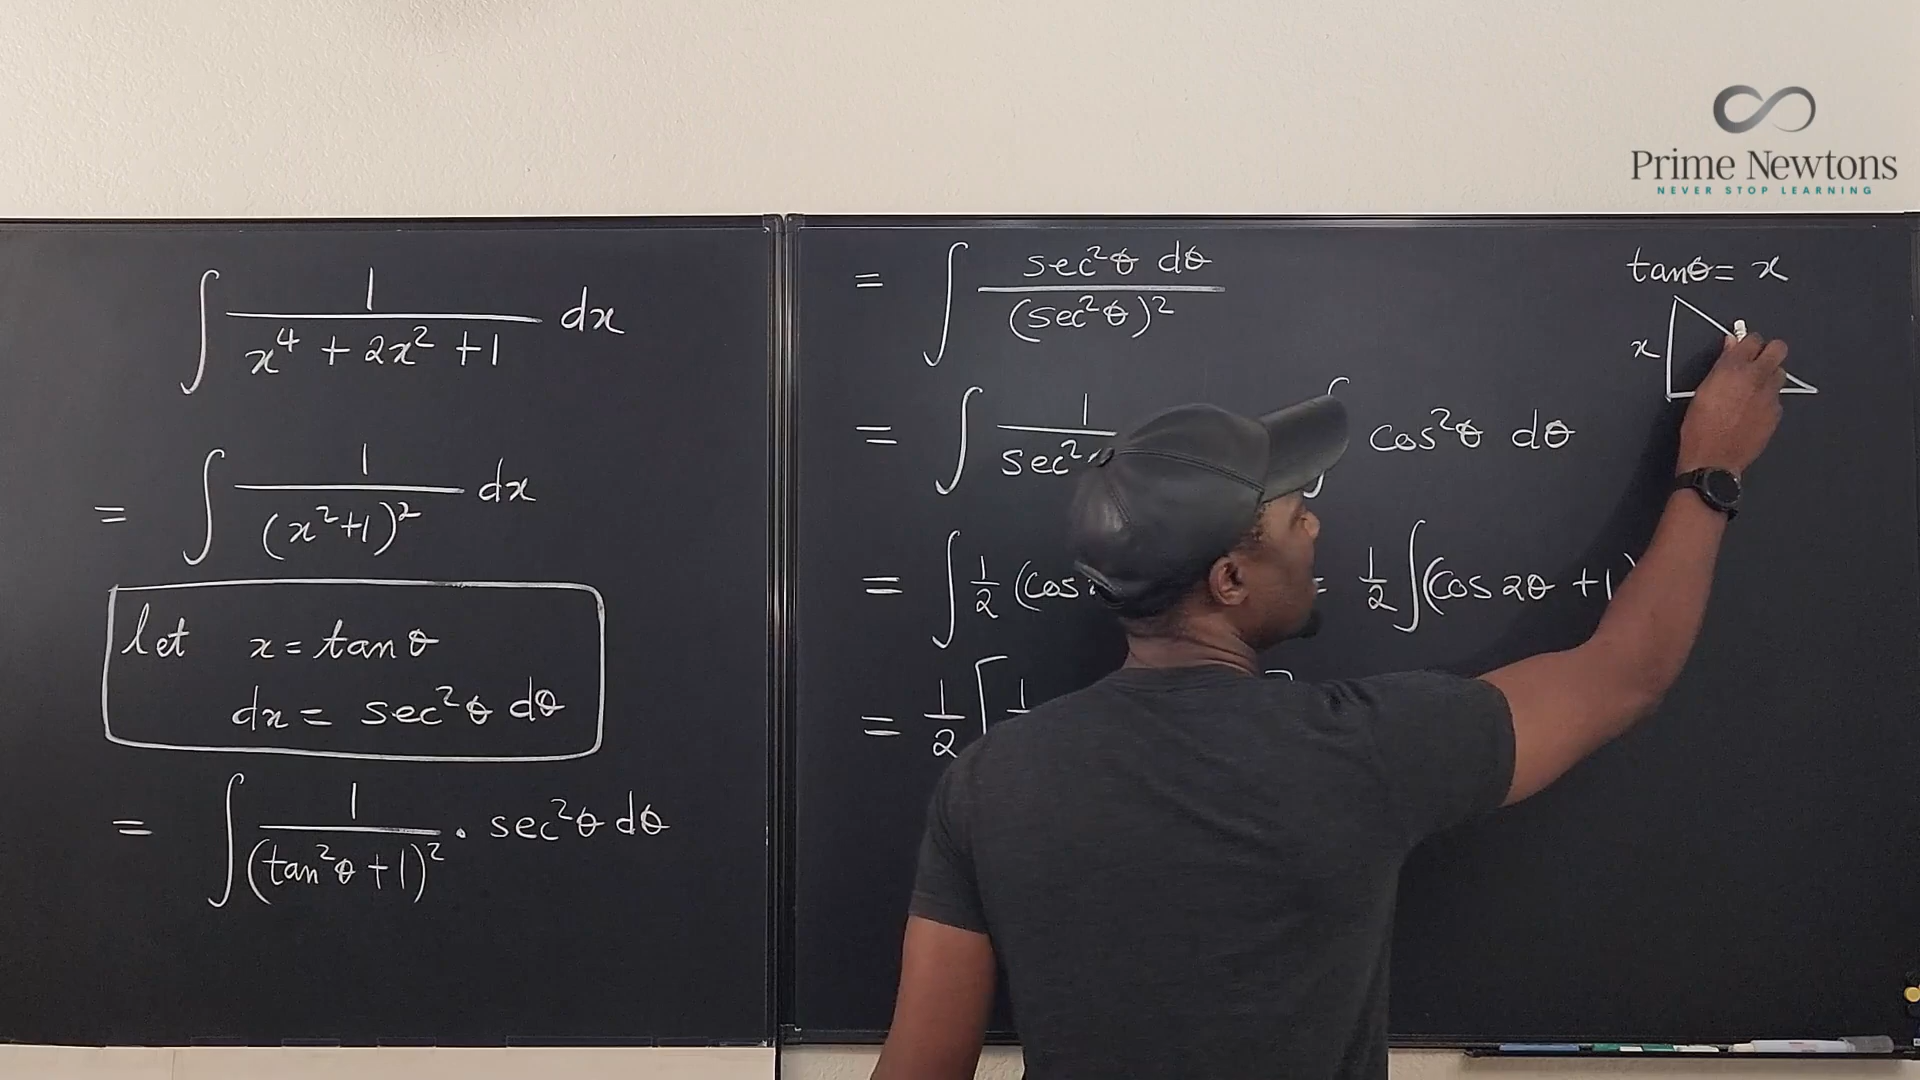 Prime Newtons
NEVER STOP LEARNING
∫ 1/(x⁴ + 2x² + 1) dx
= ∫ 1/(x²+1)² dx
let x = tan θ
dx = sec²θ dθ
= ∫ 1/(tan²θ + 1)² · sec²θ dθ
= ∫ sec²θ dθ/(sec²θ)²
= ∫ 1/sec² ∫ cos²θ dθ
= ∫ 1/2 (cos = 1/2 ∫(cos 2θ + 1)
= 1/2 [ 1
tanθ = x
x